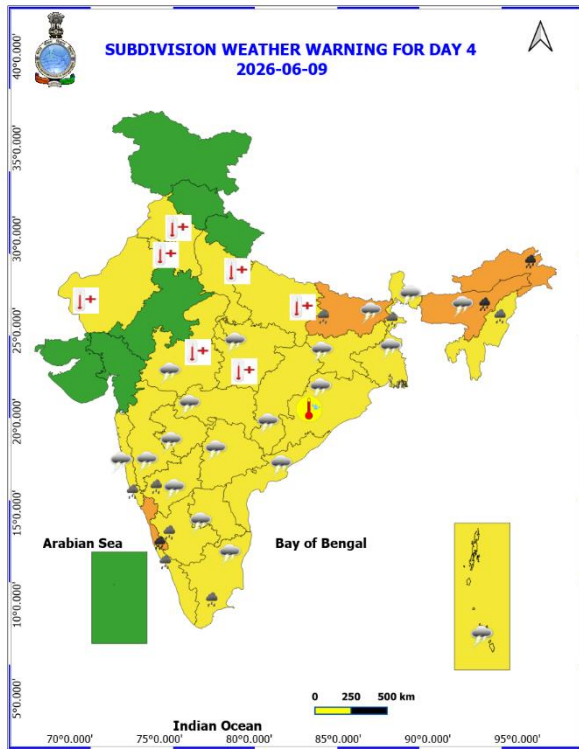 SUBDIVISION WEATHER WARNING FOR DAY 4
2026-06-09
40°0.000'
35°0.000'
30°0.000'
25°0.000'
20°0.000'
15°0.000'
10°0.000'
5°0.000'
Arabian Sea
Bay of Bengal
0 250 500 km
Indian Ocean
70°0.000' 75°0.000' 80°0.000' 85°0.000' 90°0.000' 95°0.000'